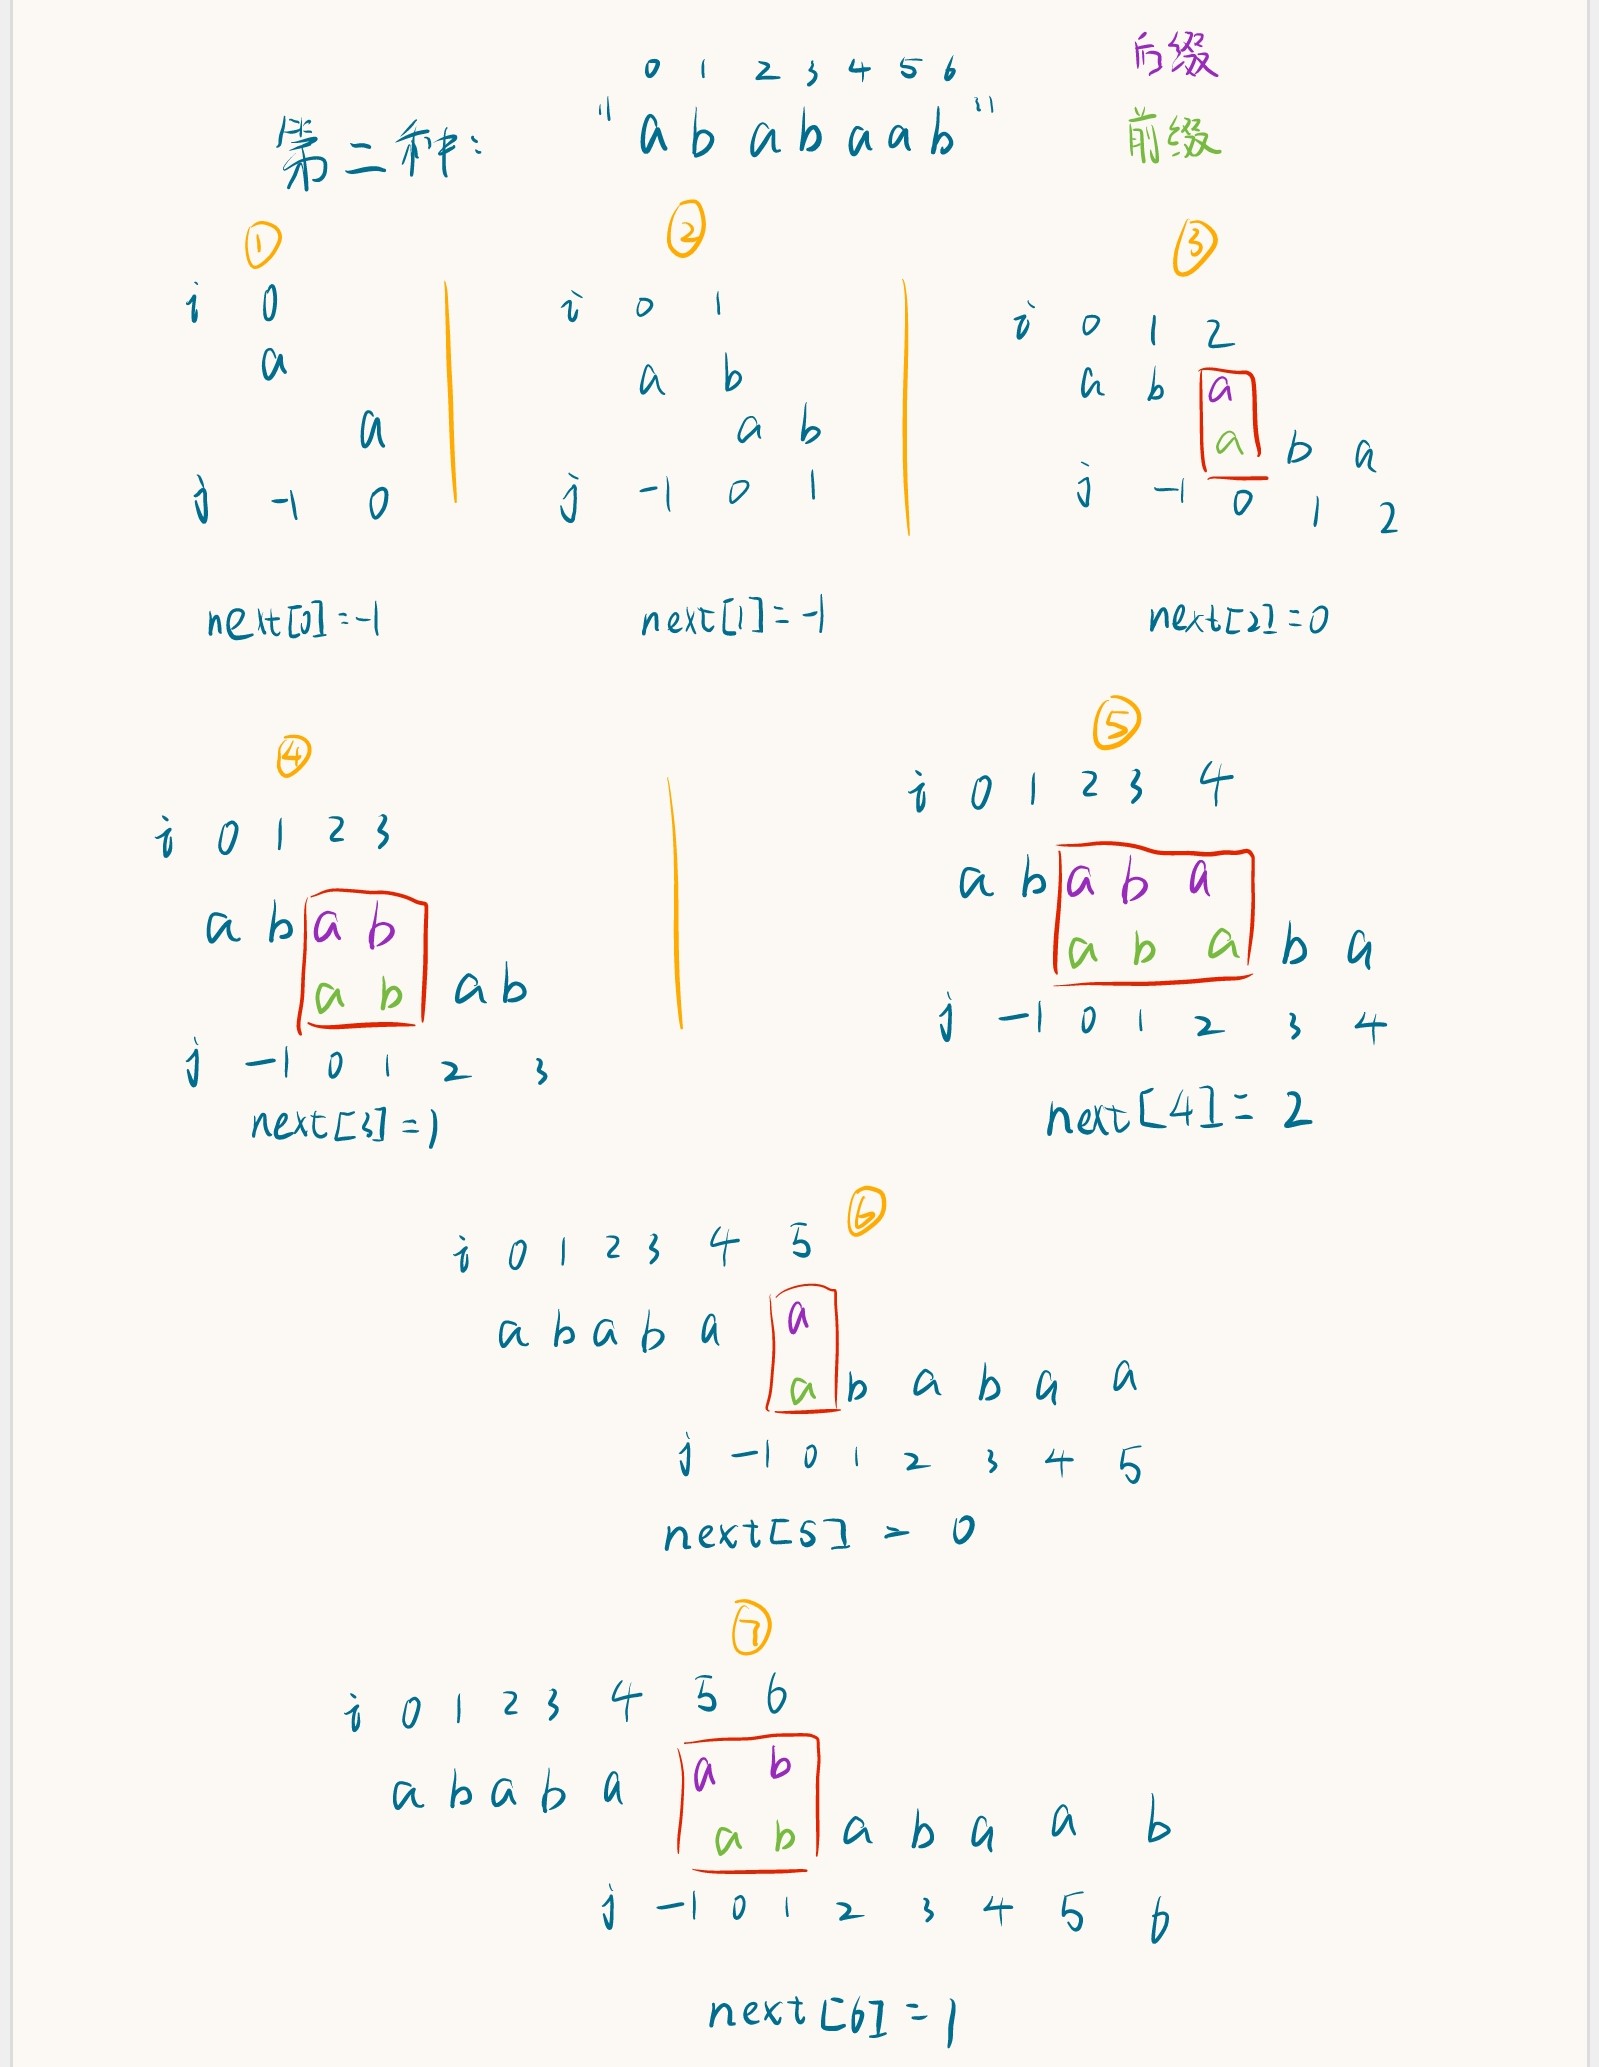 0 1 2 3 4 5 6
后缀
第二种: "a b a b a a b"
前缀
①
i 0
a
a
j -1 0
next[0]=-1
②
i 0 1
a b
a b
j -1 0 1
next[1]=-1
③
i 0 1 2
a b a
a b a
j -1 0 1 2
next[2]=0
④
i 0 1 2 3
a b a b
a b a b
j -1 0 1 2 3
next[3]=1
⑤
i 0 1 2 3 4
a b a b a
a b a b a
j -1 0 1 2 3 4
next[4]=2
⑥
i 0 1 2 3 4 5
a b a b a a
a b a b a a
j -1 0 1 2 3 4 5
next[5] = 0
⑦
i 0 1 2 3 4 5 6
a b a b a a b
a b a b a a b
j -1 0 1 2 3 4 5 6
next[6]=1